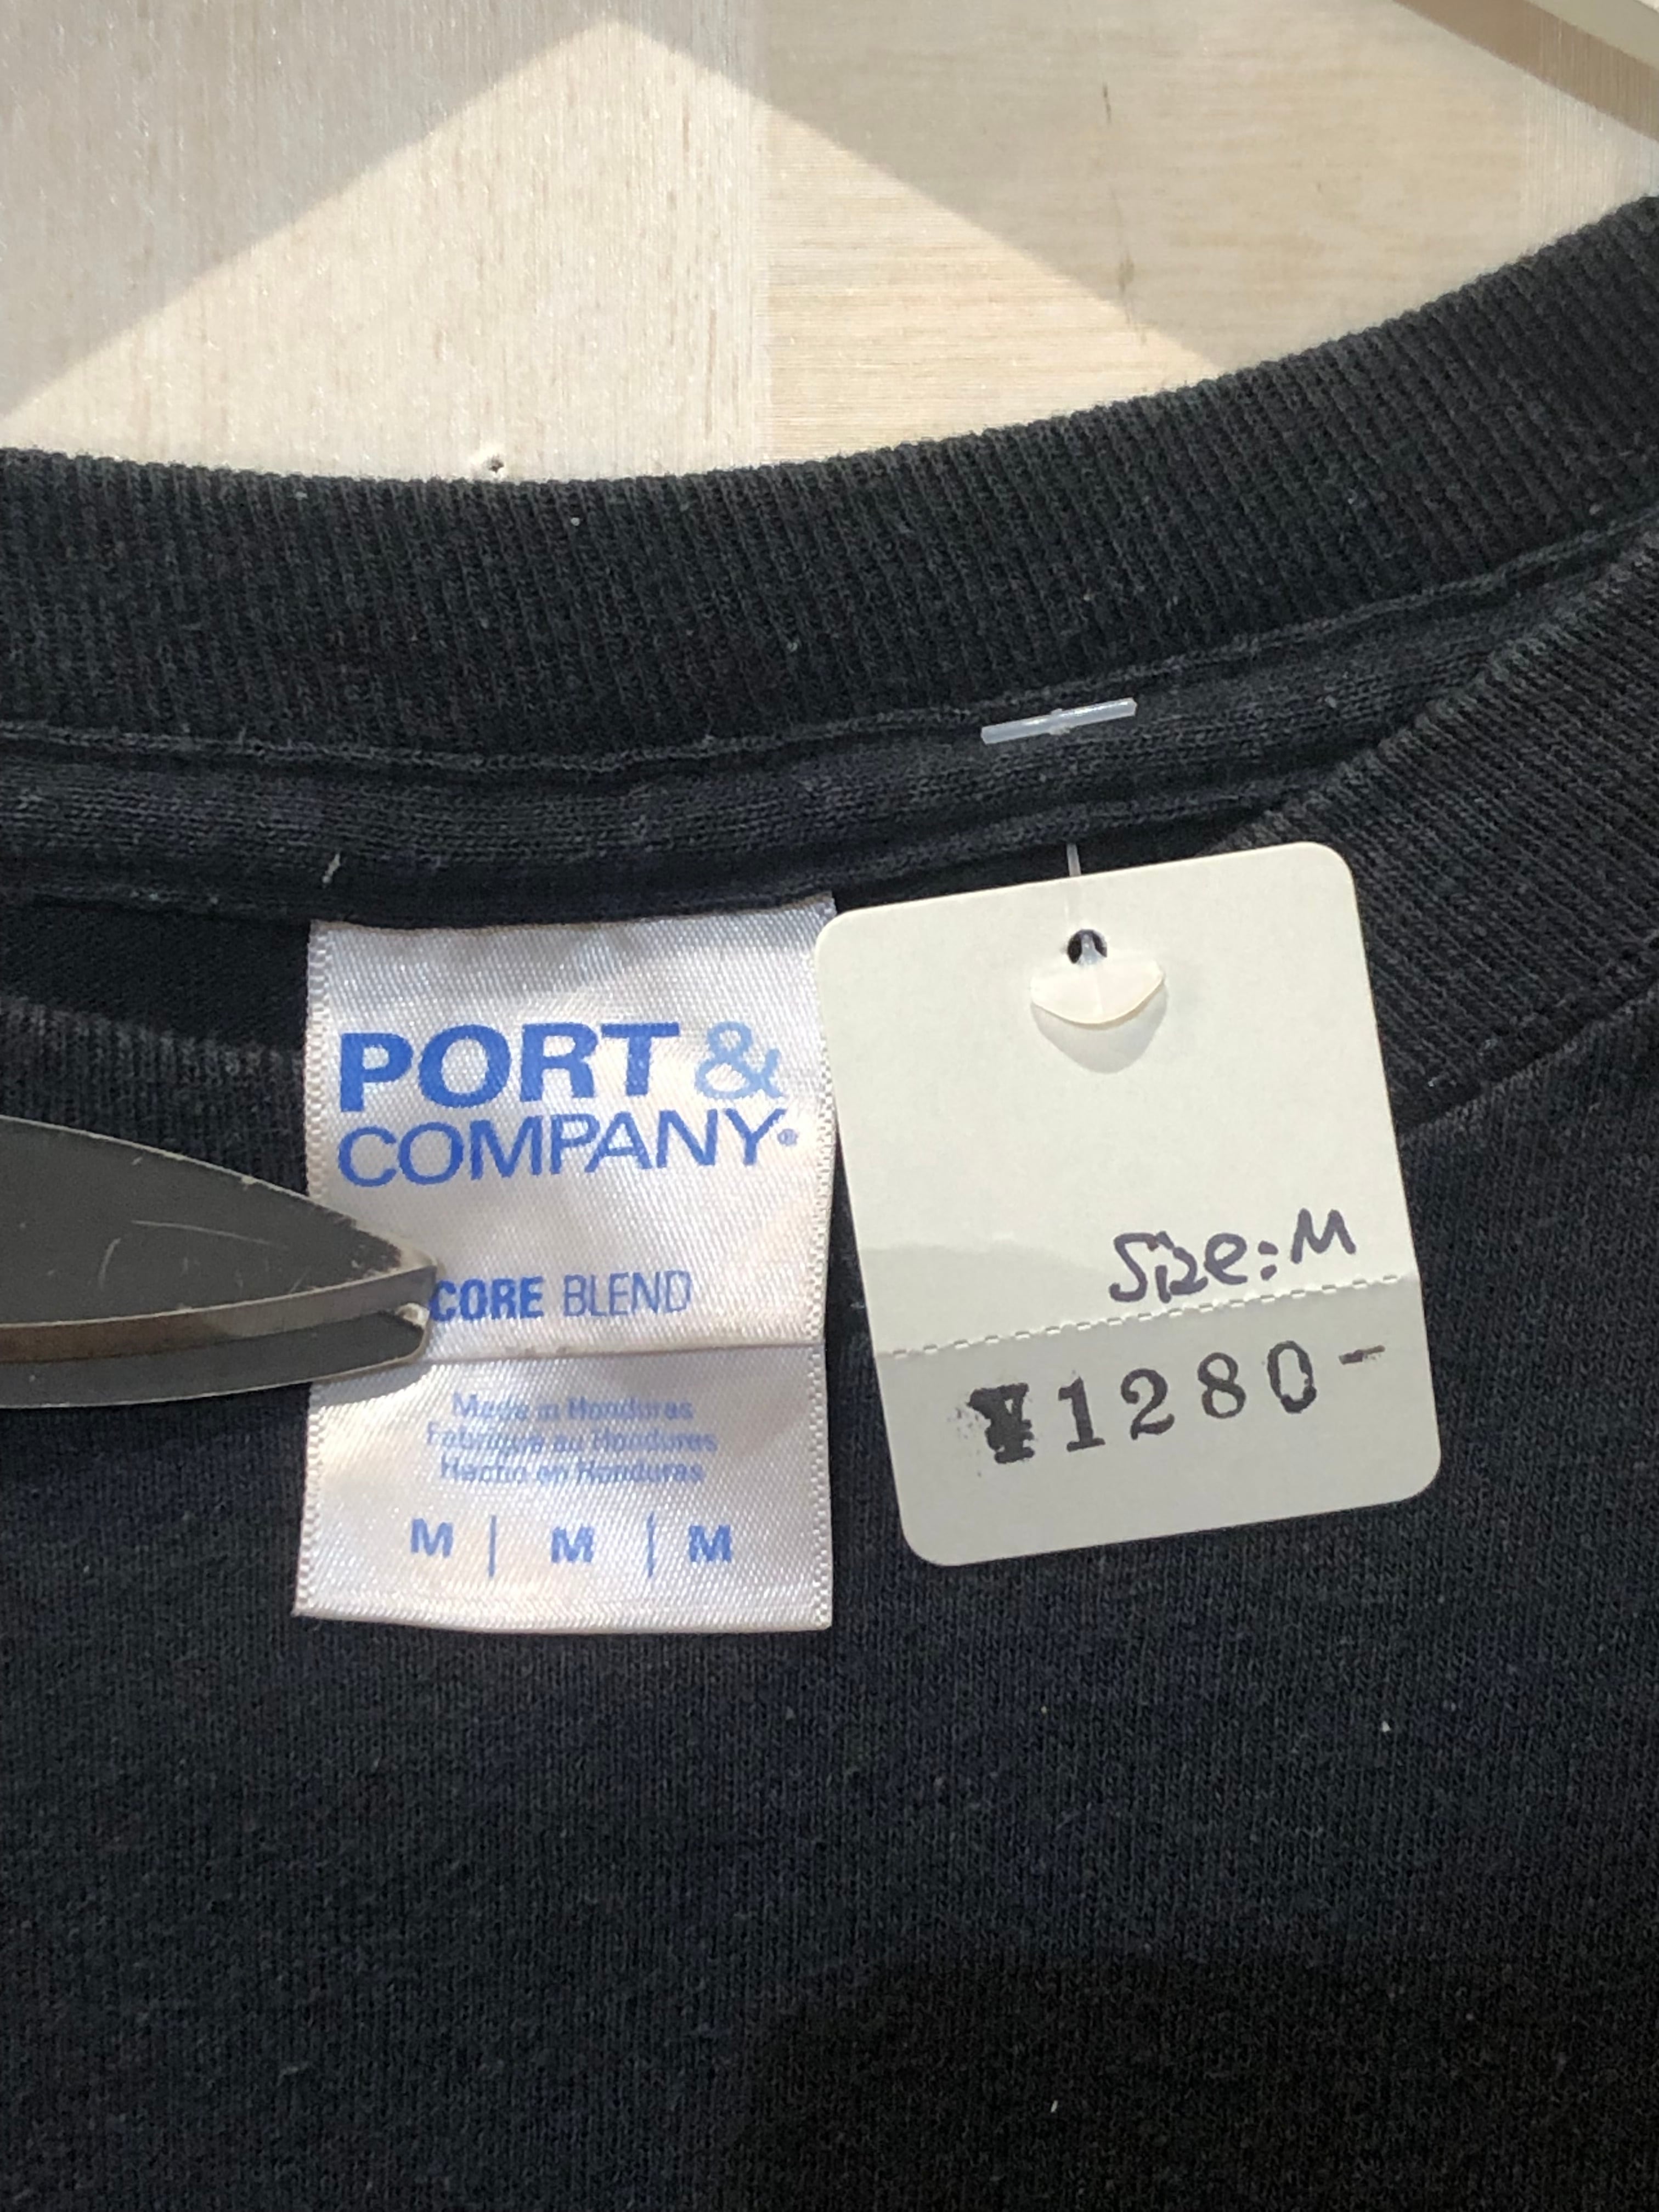 PORT &
COMPANY®
CORE BLEND
Made in Honduras
Fabriqué au Honduras
Hecho en Honduras
M | M | M
Size: M
¥1280-